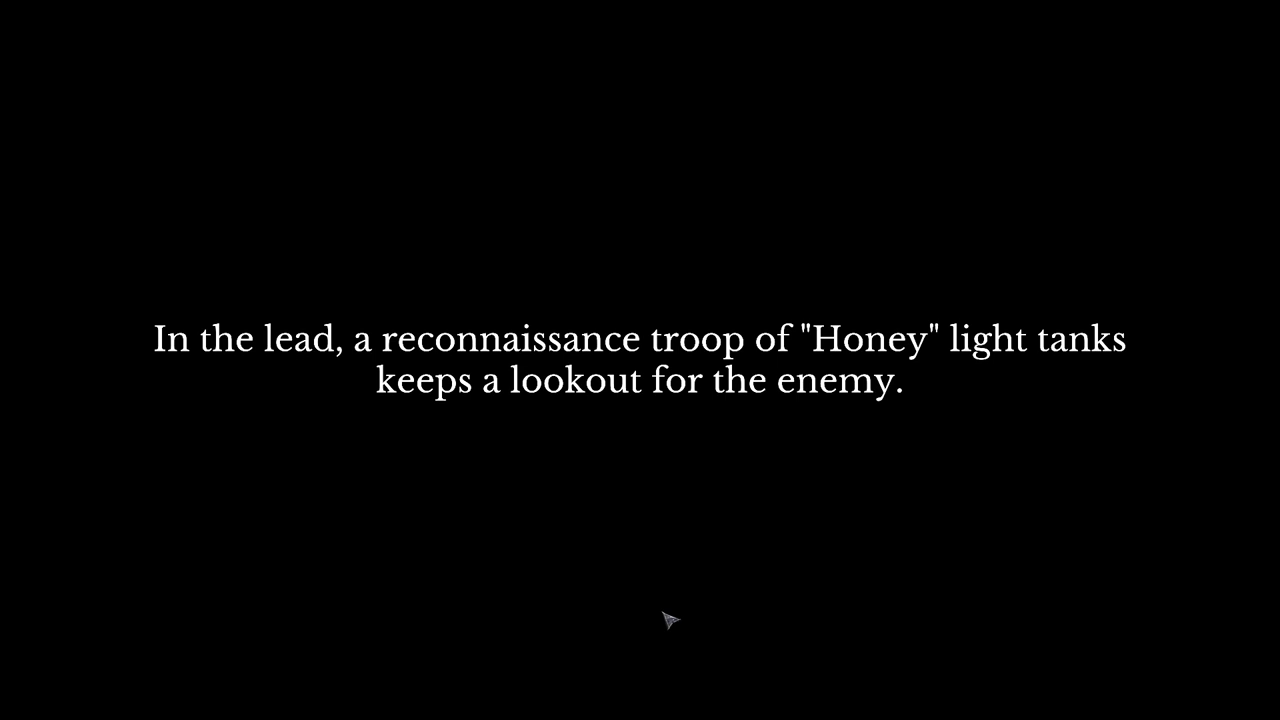 In the lead, a reconnaissance troop of "Honey" light tanks
keeps a lookout for the enemy.